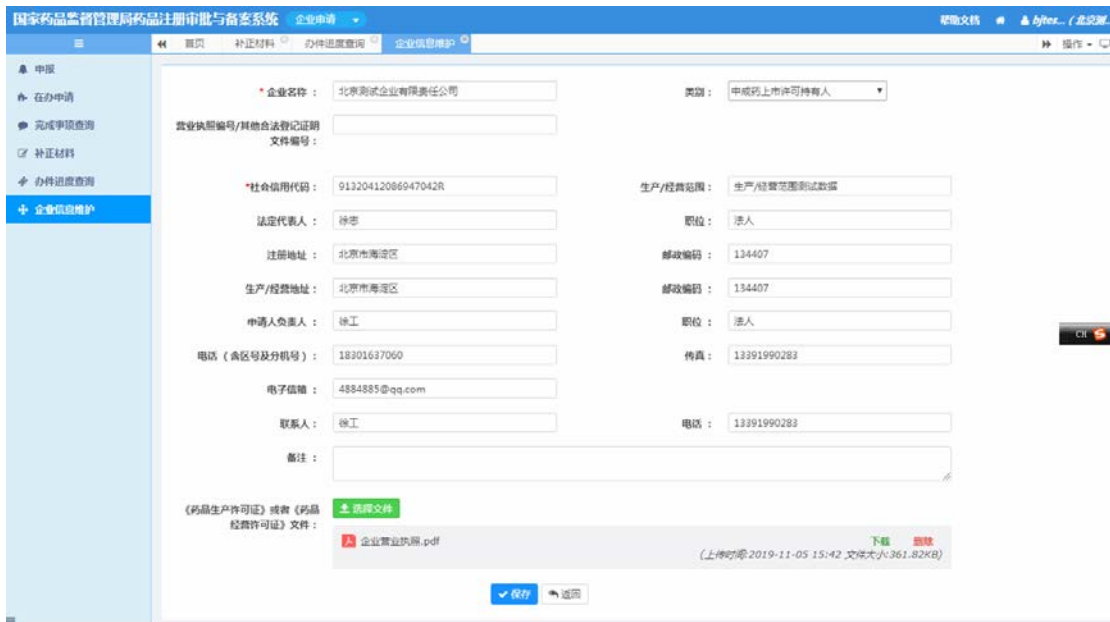 国家药品监督管理局药品注册审批与备案系统 企业申请
帮助文档 bjtes... (北京测..
首页 补正材料 办件进度查询 企业信息维护 操作
申报
在办申请
完成事项查询
补正材料
办件进度查询
企业信息维护
* 企业名称 : 北京测试企业有限责任公司 类别 : 中成药上市许可持有人
营业执照编号/其他合法登记证明
文件编号 :
*社会信用代码 : 91320412086947042R 生产/经营范围 : 生产/经营范围测试数据
法定代表人 : 徐志 职位 : 法人
注册地址 : 北京市海淀区 邮政编码 : 134407
生产/经营地址 : 北京市海淀区 邮政编码 : 134407
申请人负责人 : 徐工 职位 : 法人
电话 (含区号及分机号) : 18301637060 传真 : 13391990283
电子信箱 : 4884885@qq.com
联系人 : 徐工 电话 : 13391990283
备注 :
《药品生产许可证》或者《药品
经营许可证》文件 :
选择文件
企业营业执照.pdf 下载 删除
(上传时间:2019-11-05 15:42 文件大小:361.82KB)
保存 返回
CH